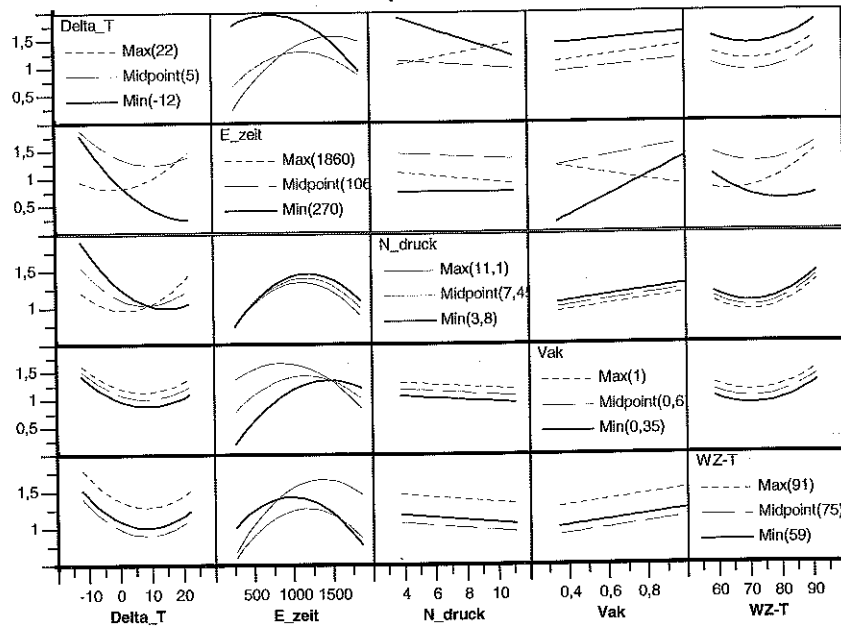 Delta_T
Max(22)
Midpoint(5)
Min(-12)
1,5
1
0,5
E_zeit
Max(1860)
Midpoint(106
Min(270)
1,5
1
0,5
N_druck
Max(11,1)
Midpoint(7,4
Min(3,8)
1,5
1
Vak
Max(1)
Midpoint(0,6
Min(0,35)
1,5
1
WZ-T
Max(91)
Midpoint(75)
Min(59)
1,5
1
-10 0 10 20 500 1000 1500 4 6 8 10 0,4 0,6 0,8 60 70 80 90
Delta_T E_zeit N_druck Vak WZ-T